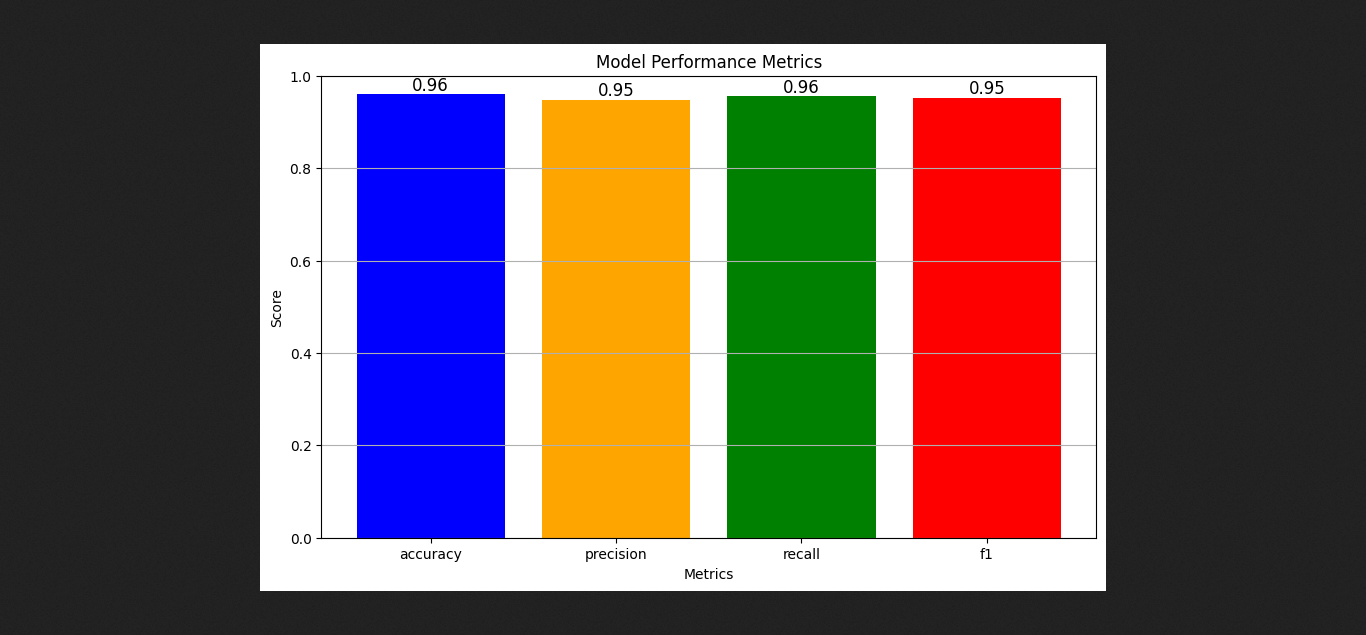 Model Performance Metrics
1.0
0.96
0.95
0.96
0.95
0.8
0.6
Score
0.4
0.2
0.0
accuracy precision recall f1
Metrics